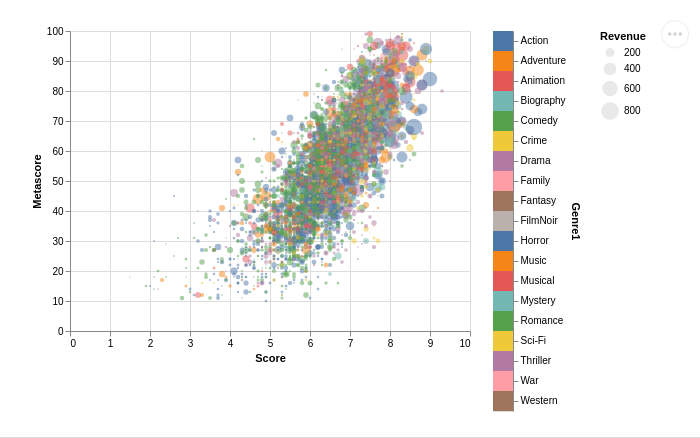 100
90
80
70
60
50
40
30
20
10
0
Metascore
0 1 2 3 4 5 6 7 8 9 10
Score
Action
Adventure
Animation
Biography
Comedy
Crime
Drama
Family
Fantasy
FilmNoir
Horror
Music
Musical
Mystery
Romance
Sci-Fi
Thriller
War
Western
Genre1
Revenue
200
400
600
800